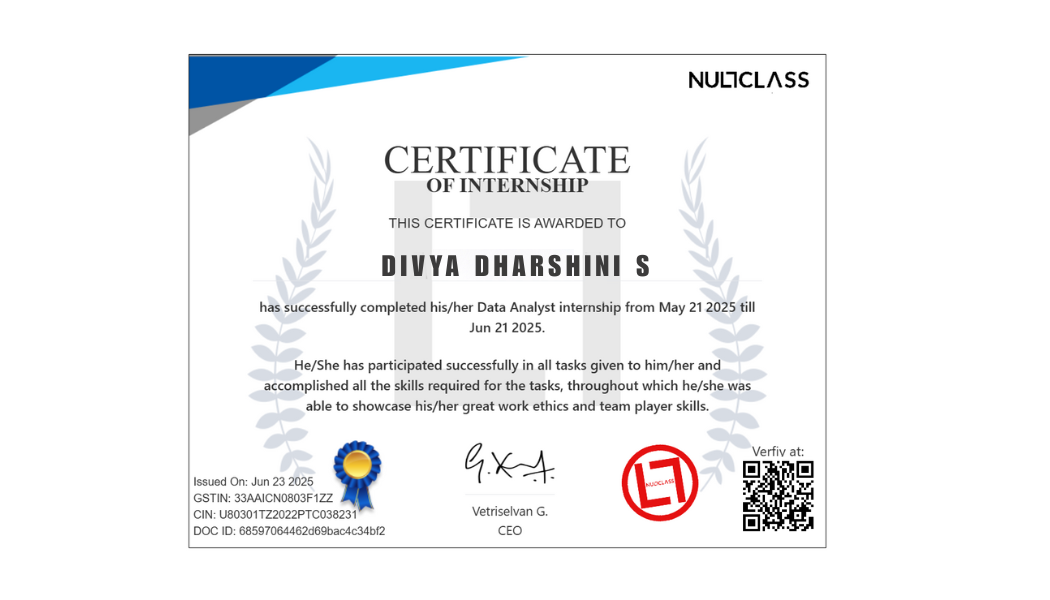 NULLCLASS
CERTIFICATE
OF INTERNSHIP
THIS CERTIFICATE IS AWARDED TO
DIVYA DHARSHINI S
has successfully completed his/her Data Analyst internship from May 21 2025 till
Jun 21 2025.
He/She has participated successfully in all tasks given to him/her and
accomplished all the skills required for the tasks, throughout which he/she was
able to showcase his/her great work ethics and team player skills.
Issued On: Jun 23 2025
GSTIN: 33AAICN0803F1ZZ
CIN: U80301TZ2022PTC038231
DOC ID: 68597064462d69bac4c34bf2
Vetriselvan G.
CEO
NULLCLASS
Verfiy at: